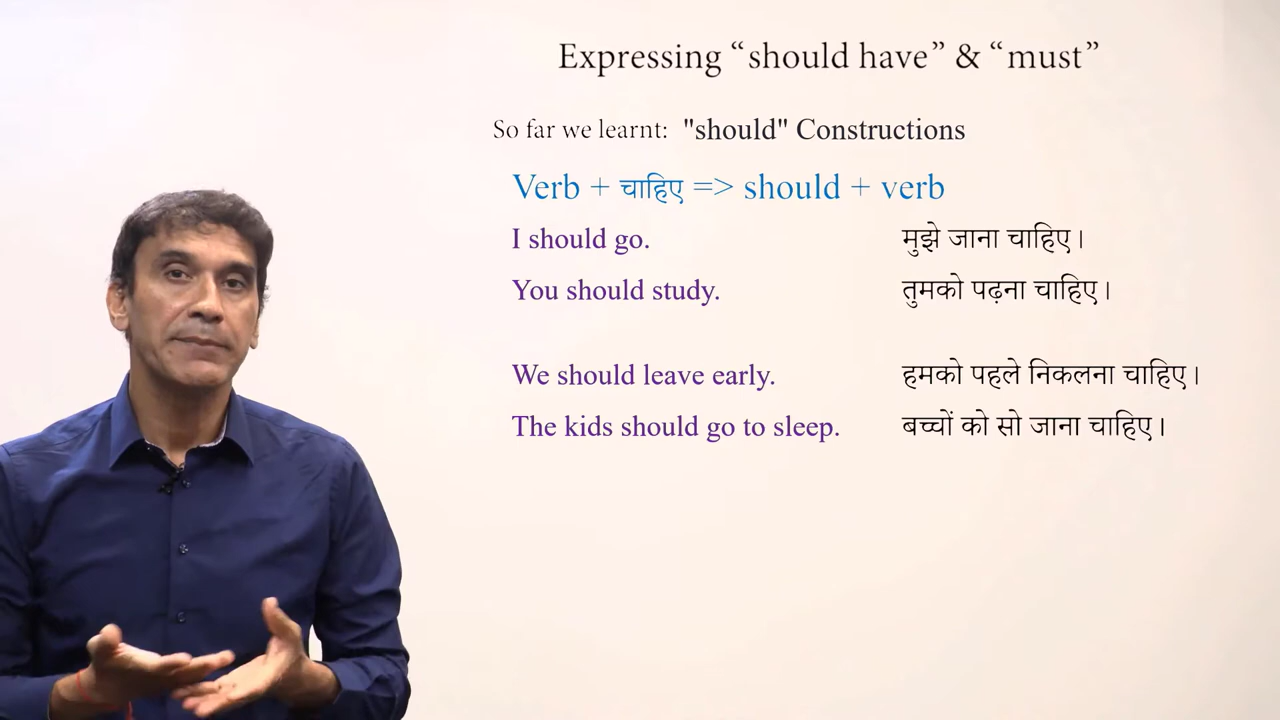 Expressing “should have” & “must”
So far we learnt: "should" Constructions
Verb + चाहिए => should + verb
I should go. मुझे जाना चाहिए।
You should study. तुमको पढ़ना चाहिए।
We should leave early. हमको पहले निकलना चाहिए।
The kids should go to sleep. बच्चों को सो जाना चाहिए।